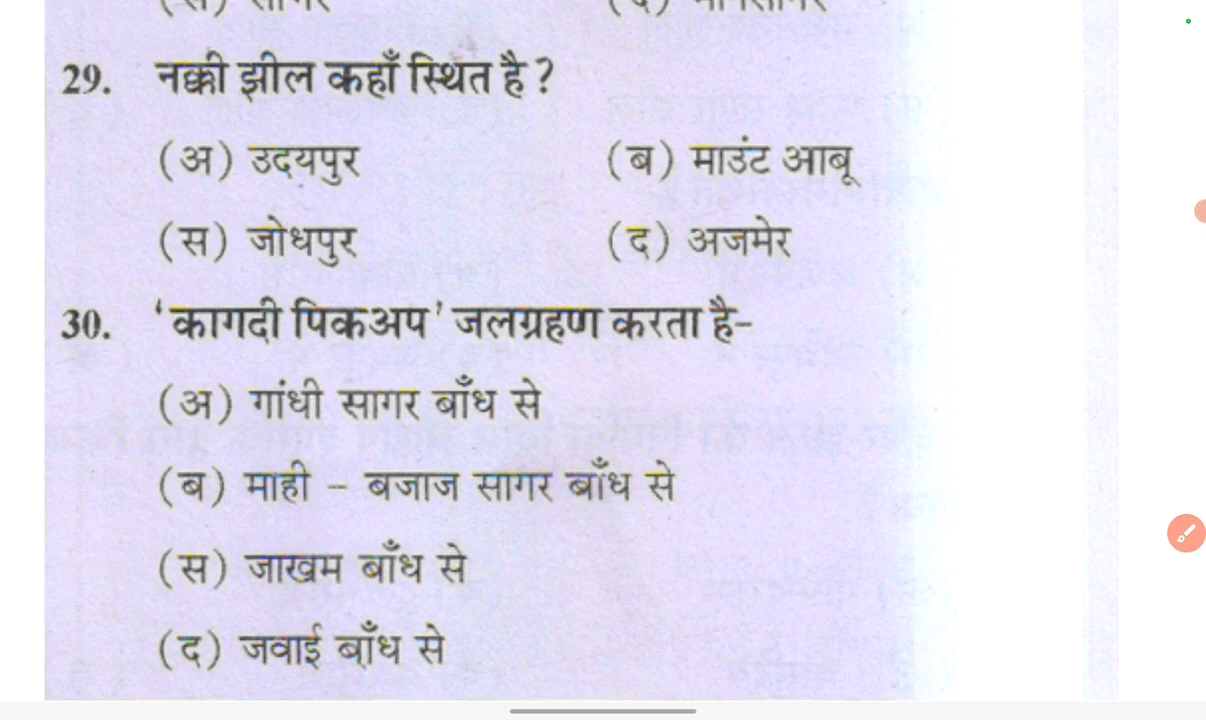 29. नक्की झील कहाँ स्थित है ?
(अ) उदयपुर (ब) माउंट आबू
(स) जोधपुर (द) अजमेर
30. 'कागदी पिकअप' जलग्रहण करता है-
(अ) गांधी सागर बाँध से
(ब) माही - बजाज सागर बाँध से
(स) जाखम बाँध से
(द) जवाई बाँध से